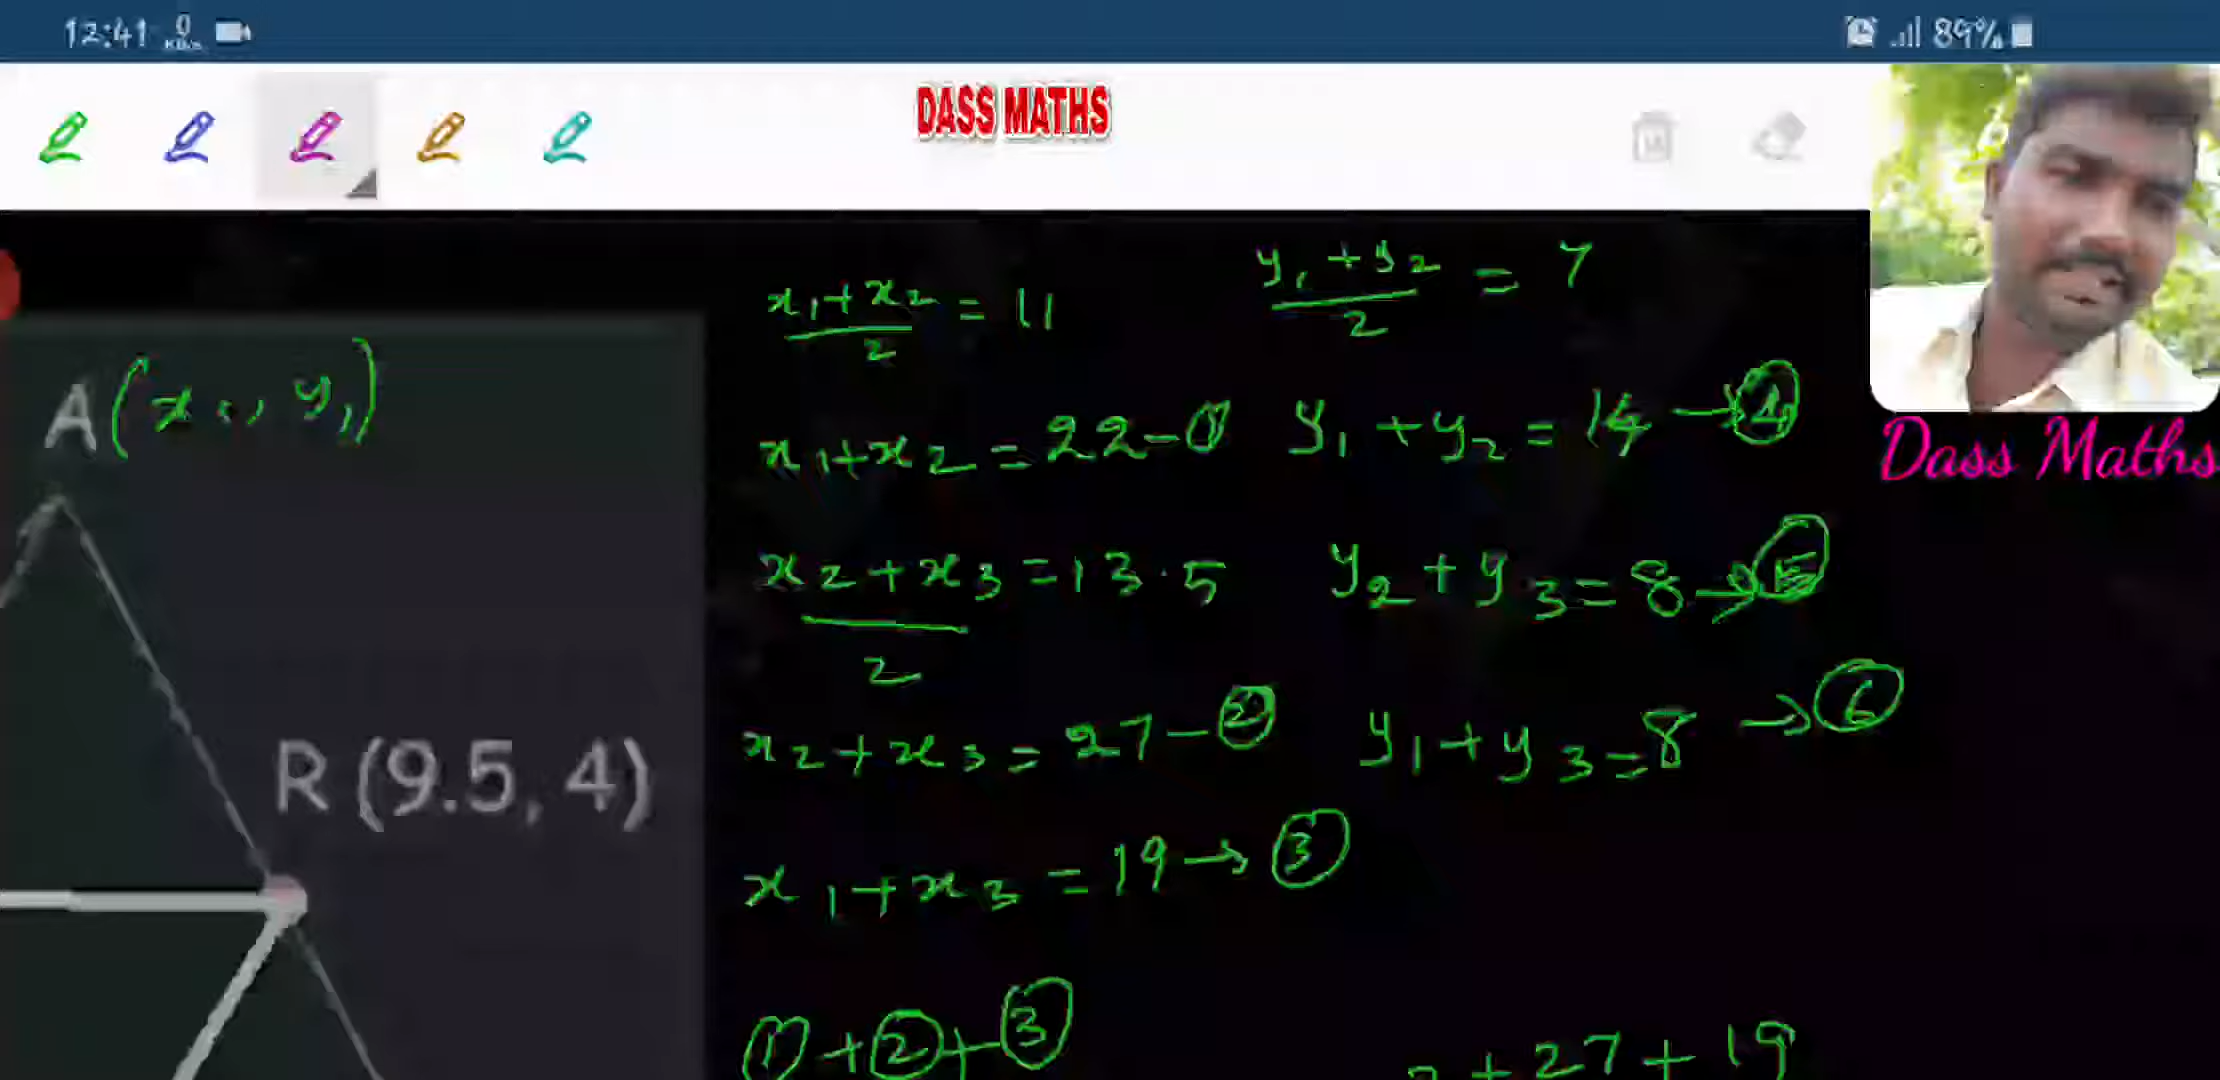 12:41 0 KB/s 89%
DASS MATHS
Dass Maths
A (x₁, y₁)
R (9.5, 4)
x₁+x₂/2 = 11
x₁+x₂ = 22 - ①
x₂+x₃/2 = 13.5
x₂+x₃ = 27 - ②
x₁+x₃ = 19 → ③
①+②+③
y₁+y₂/2 = 7
y₁+y₂ = 14 → ④
y₂+y₃ = 8 → ⑤
y₁+y₃ = 8 → ⑥
+ 27 + 19